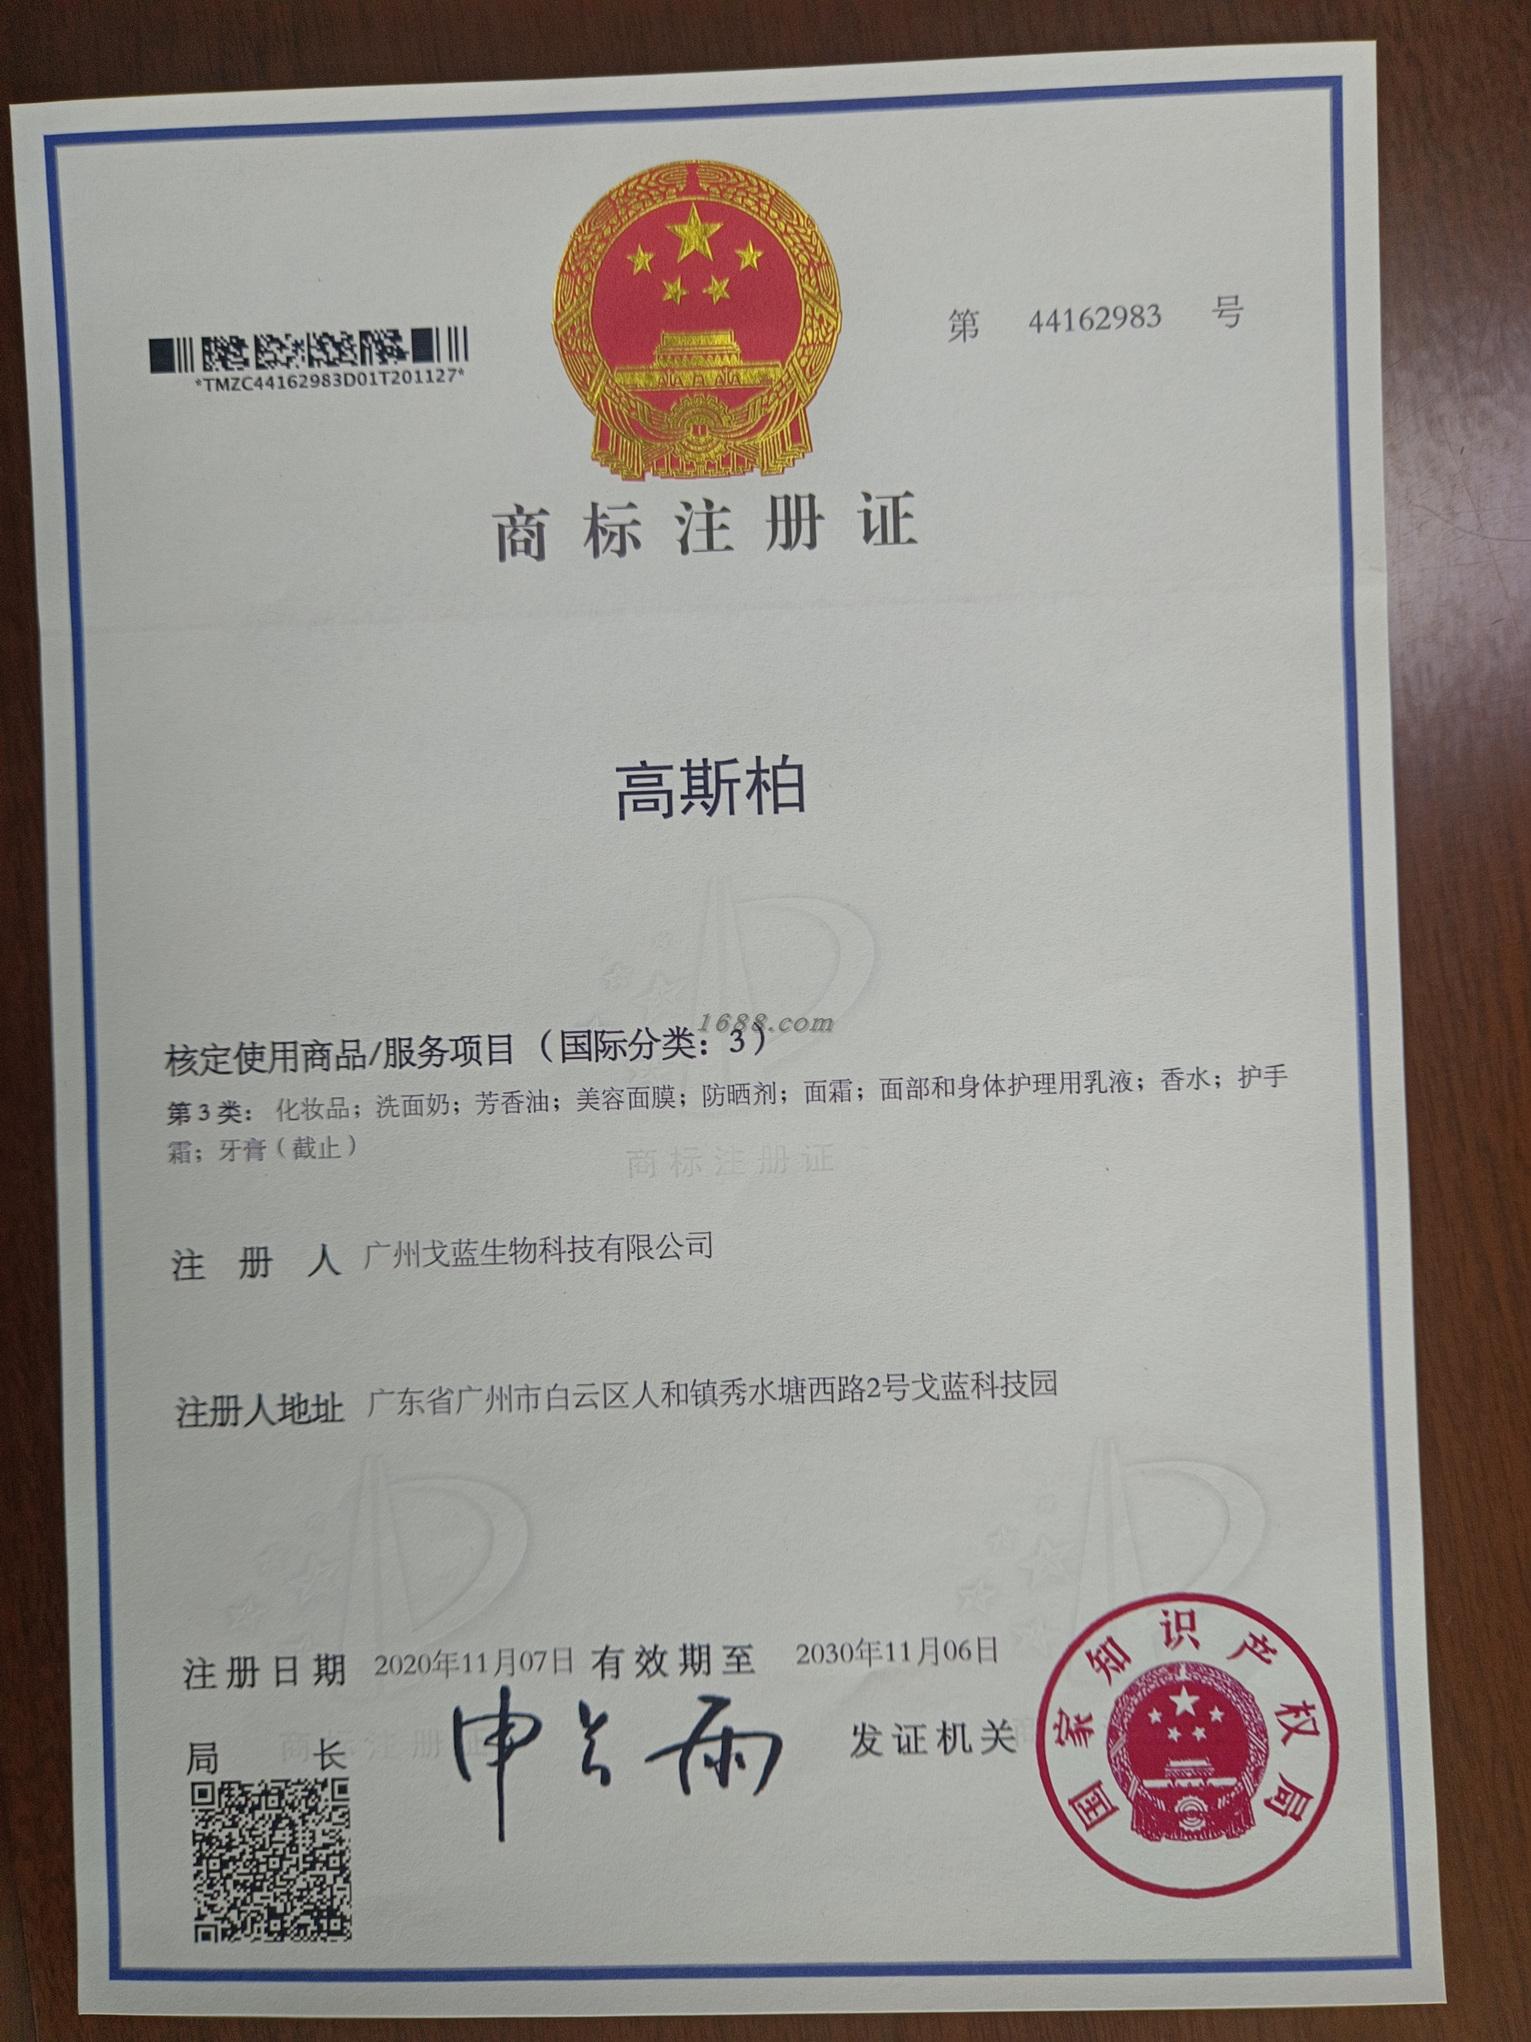 第 44162983 号
*TMZC44162983D01T201127*
商标注册证
高斯柏
1688.com
核定使用商品/服务项目（国际分类：3）
第3类：化妆品；洗面奶；芳香油；美容面膜；防晒剂；面霜；面部和身体护理用乳液；香水；护手
霜；牙膏（截止）
商标注册证
注册人 广州戈蓝生物科技有限公司
注册人地址 广东省广州市白云区人和镇秀水塘西路2号戈蓝科技园
注册日期 2020年11月07日 有效期至 2030年11月06日
局长 申长雨 发证机关
商标注册证
国家知识产权局